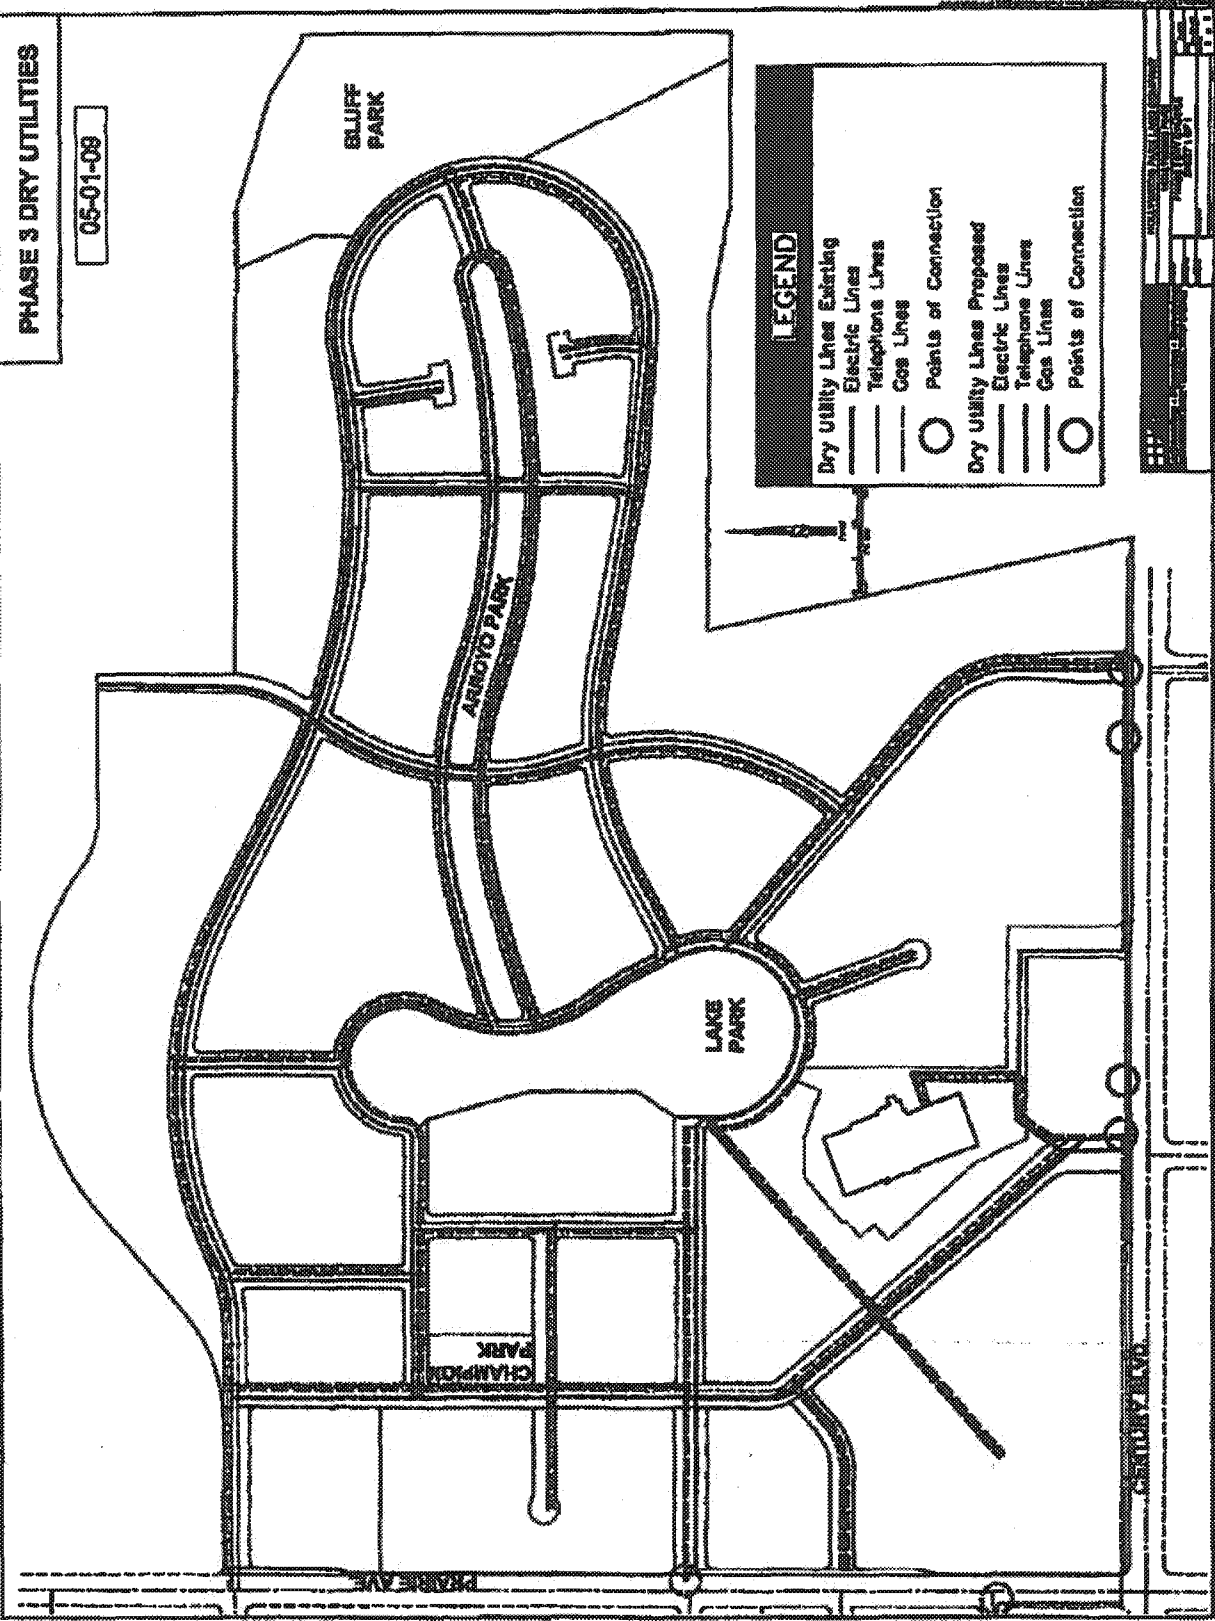 PHASE 3 DRY UTILITIES
05-01-09
BLUFF
PARK
ARROYO PARK
LAKE
PARK
CHAMPION
PARK
PRAIRIE AVE
CENTURY BLVD.
LEGEND
Dry Utility Lines Existing
Electric Lines
Telephone Lines
Gas Lines
Points of Connection
Dry Utility Lines Proposed
Electric Lines
Telephone Lines
Gas Lines
Points of Connection